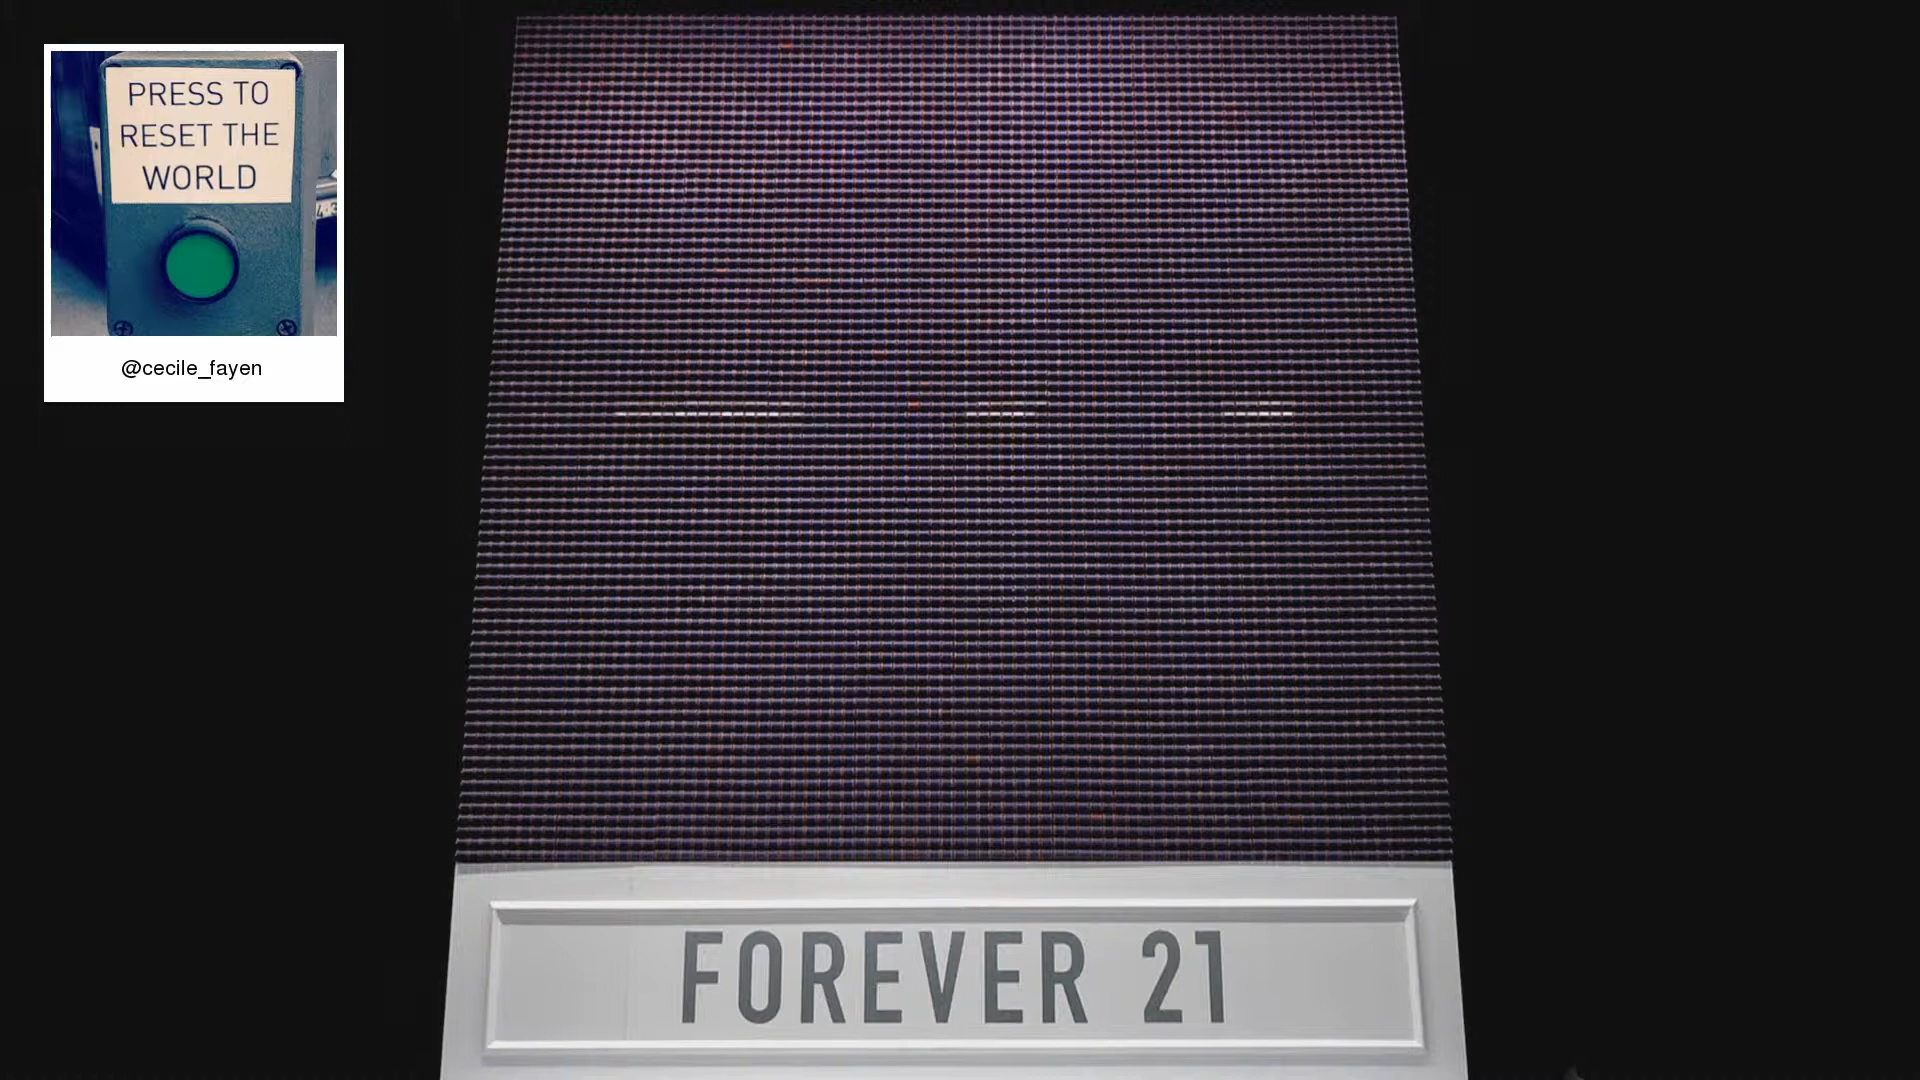 PRESS TO
RESET THE
WORLD
@cecile_fayen
FOREVER 21